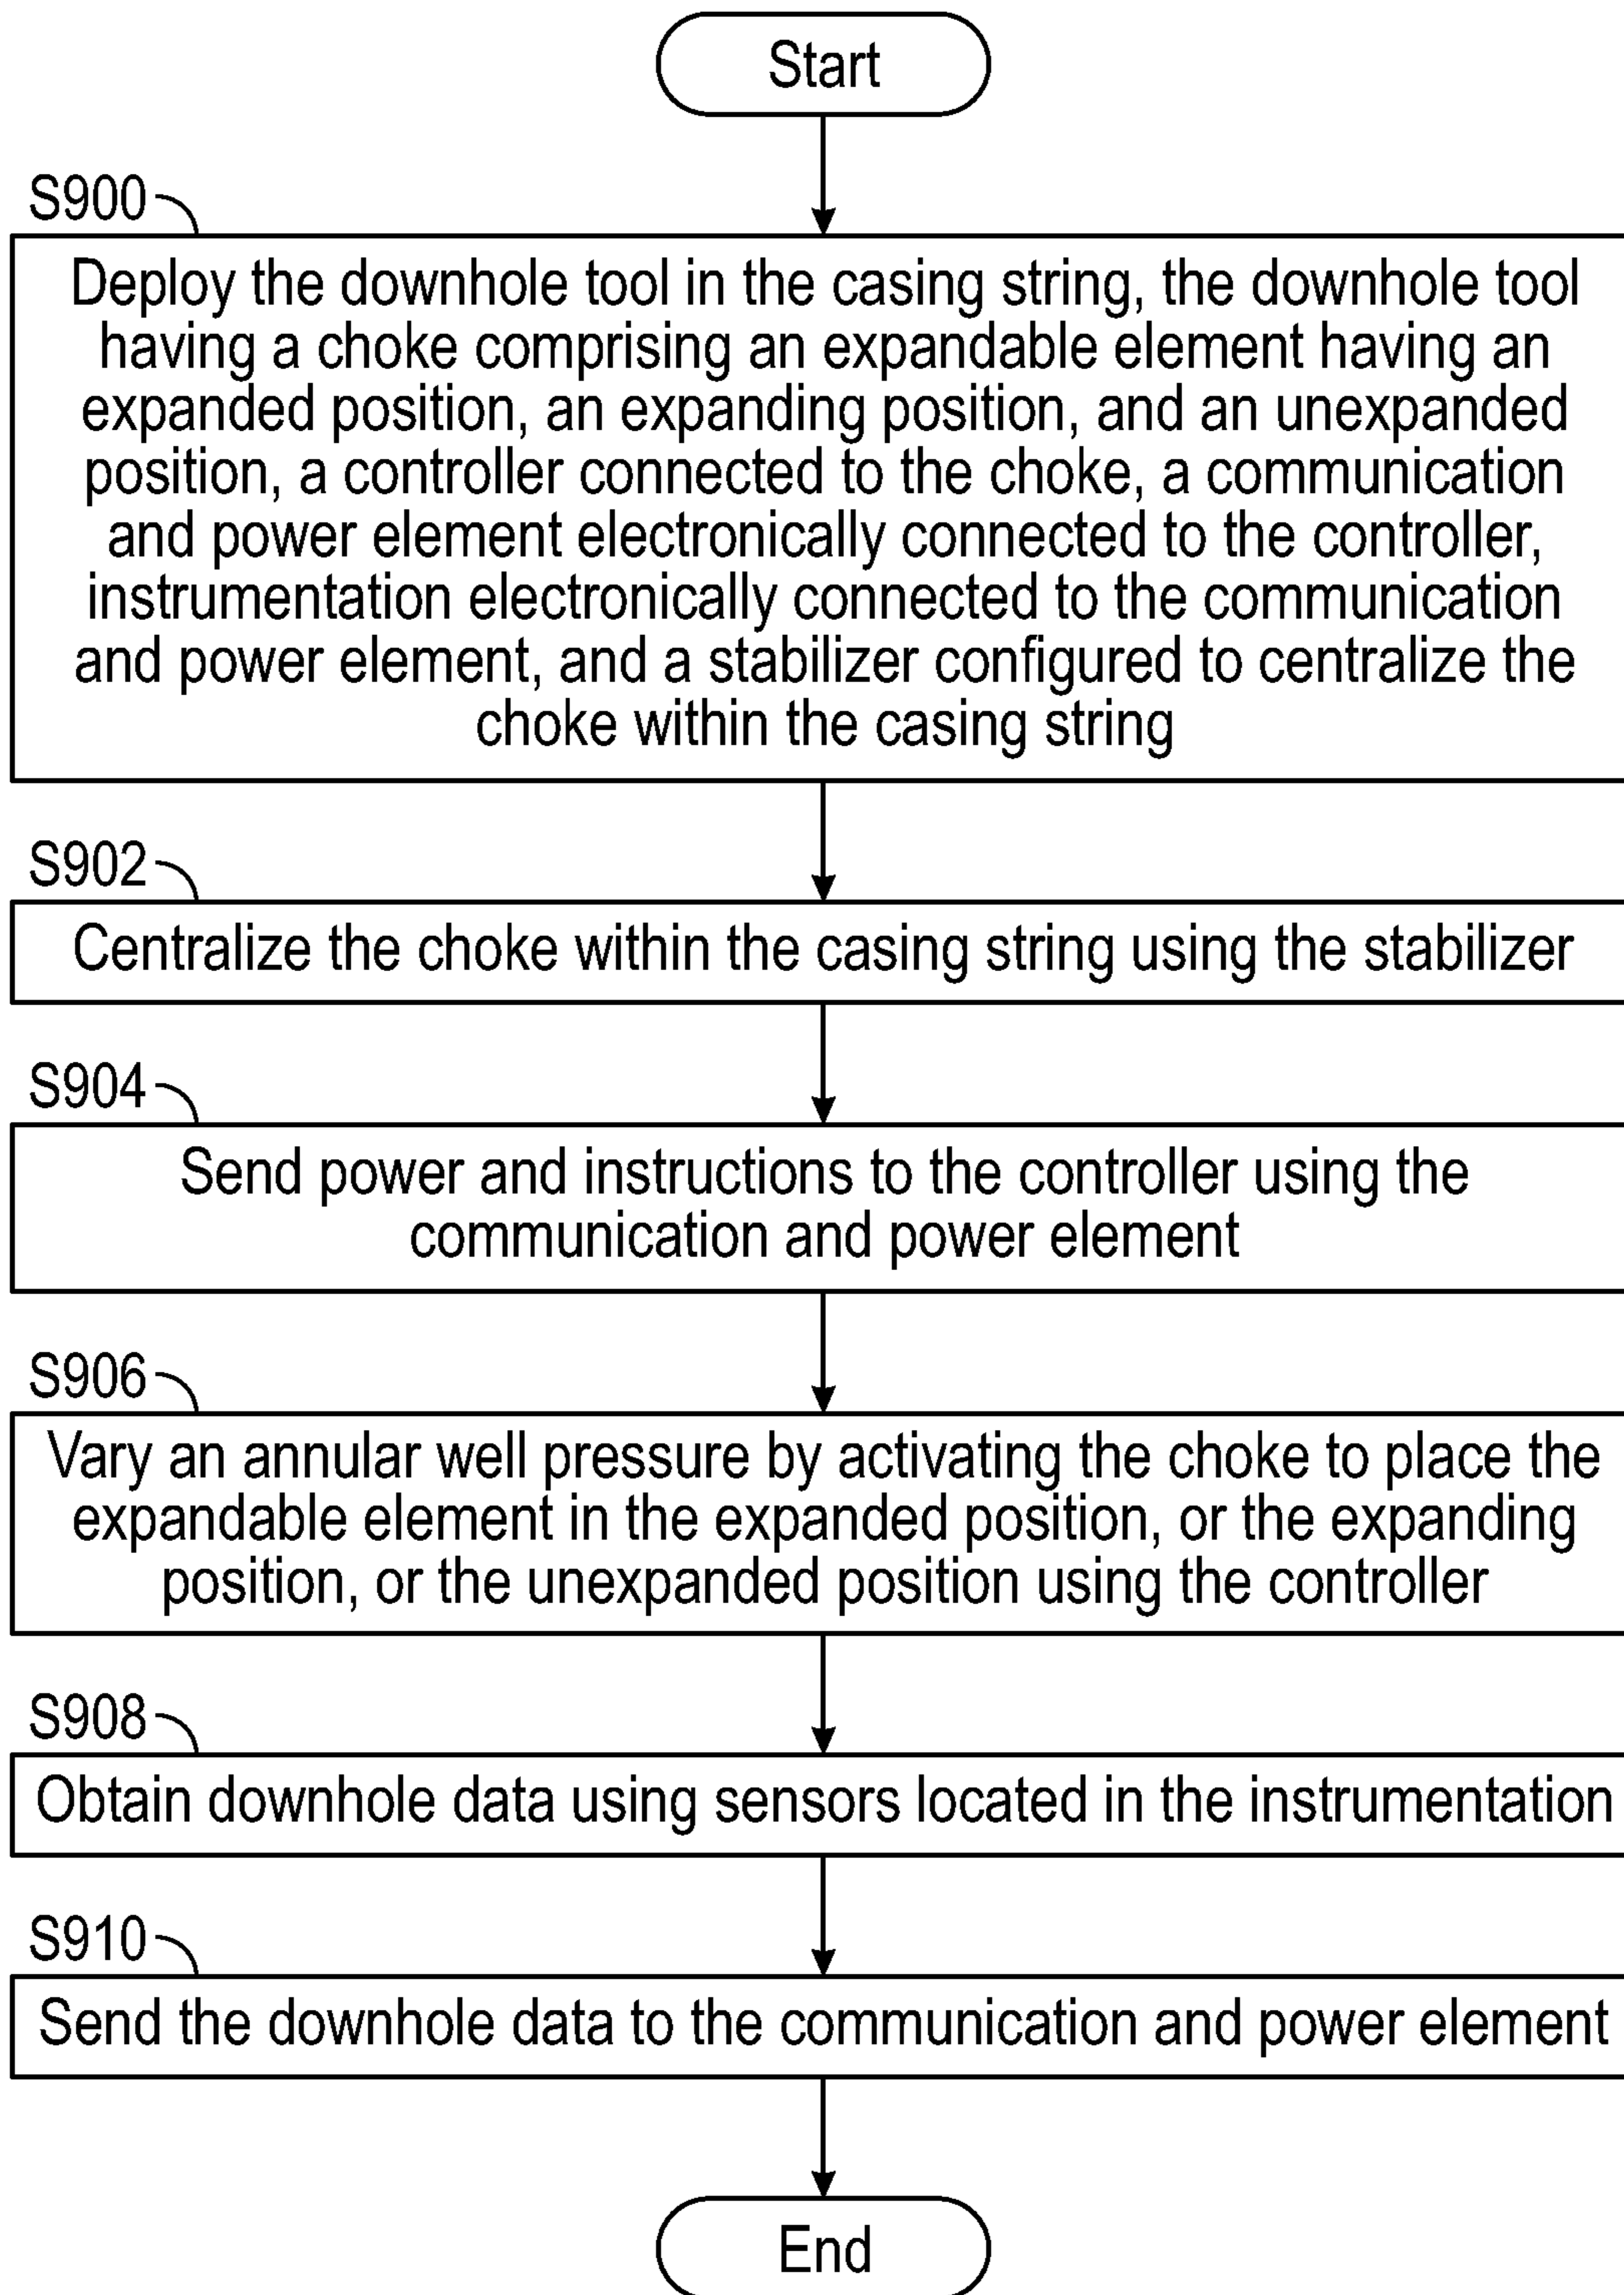 Start
S900
Deploy the downhole tool in the casing string, the downhole tool
having a choke comprising an expandable element having an
expanded position, an expanding position, and an unexpanded
position, a controller connected to the choke, a communication
and power element electronically connected to the controller,
instrumentation electronically connected to the communication
and power element, and a stabilizer configured to centralize the
choke within the casing string
S902
Centralize the choke within the casing string using the stabilizer
S904
Send power and instructions to the controller using the
communication and power element
S906
Vary an annular well pressure by activating the choke to place the
expandable element in the expanded position, or the expanding
position, or the unexpanded position using the controller
S908
Obtain downhole data using sensors located in the instrumentation
S910
Send the downhole data to the communication and power element
End